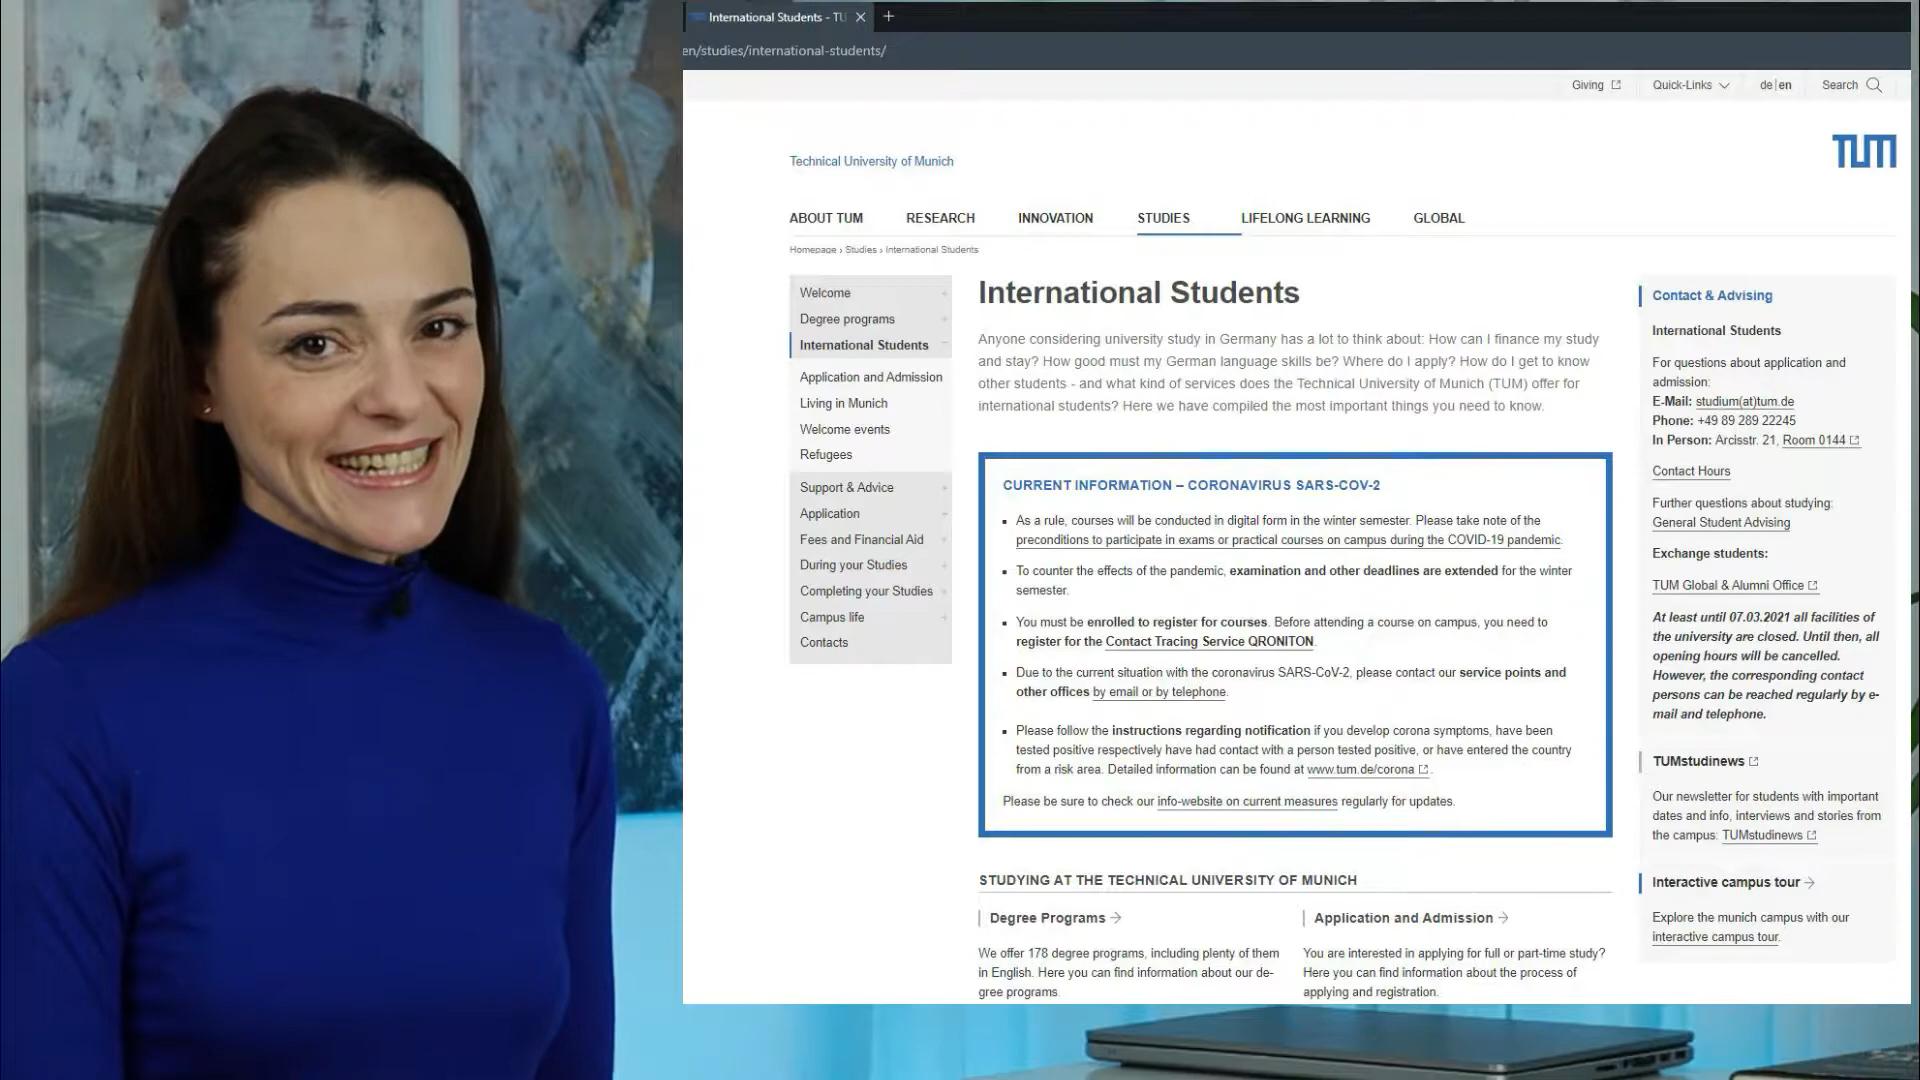 International Students - TU
en/studies/international-students/
Giving
Quick-Links
de|en
Search
Technical University of Munich
TUM
ABOUT TUM
RESEARCH
INNOVATION
STUDIES
LIFELONG LEARNING
GLOBAL
Homepage › Studies › International Students
Welcome
Degree programs
International Students
Application and Admission
Living in Munich
Welcome events
Refugees
Support & Advice
Application
Fees and Financial Aid
During your Studies
Completing your Studies
Campus life
Contacts
International Students
Anyone considering university study in Germany has a lot to think about: How can I finance my study
and stay? How good must my German language skills be? Where do I apply? How do I get to know
other students - and what kind of services does the Technical University of Munich (TUM) offer for
international students? Here we have compiled the most important things you need to know.
CURRENT INFORMATION – CORONAVIRUS SARS-COV-2
As a rule, courses will be conducted in digital form in the winter semester. Please take note of the
preconditions to participate in exams or practical courses on campus during the COVID-19 pandemic.
To counter the effects of the pandemic, examination and other deadlines are extended for the winter
semester.
You must be enrolled to register for courses. Before attending a course on campus, you need to
register for the Contact Tracing Service QRONITON.
Due to the current situation with the coronavirus SARS-CoV-2, please contact our service points and
other offices by email or by telephone.
Please follow the instructions regarding notification if you develop corona symptoms, have been
tested positive respectively have had contact with a person tested positive, or have entered the country
from a risk area. Detailed information can be found at www.tum.de/corona .
Please be sure to check our info-website on current measures regularly for updates.
STUDYING AT THE TECHNICAL UNIVERSITY OF MUNICH
Degree Programs
We offer 178 degree programs, including plenty of them
in English. Here you can find information about our de-
gree programs.
Application and Admission
You are interested in applying for full or part-time study?
Here you can find information about the process of
applying and registration.
Contact & Advising
International Students
For questions about application and
admission:
E-Mail: studium(at)tum.de
Phone: +49 89 289 22245
In Person: Arcisstr. 21, Room 0144
Contact Hours
Further questions about studying:
General Student Advising
Exchange students:
TUM Global & Alumni Office
At least until 07.03.2021 all facilities of
the university are closed. Until then, all
opening hours will be cancelled.
However, the corresponding contact
persons can be reached regularly by e-
mail and telephone.
TUMstudinews
Our newsletter for students with important
dates and info, interviews and stories from
the campus: TUMstudinews
Interactive campus tour
Explore the munich campus with our
interactive campus tour.